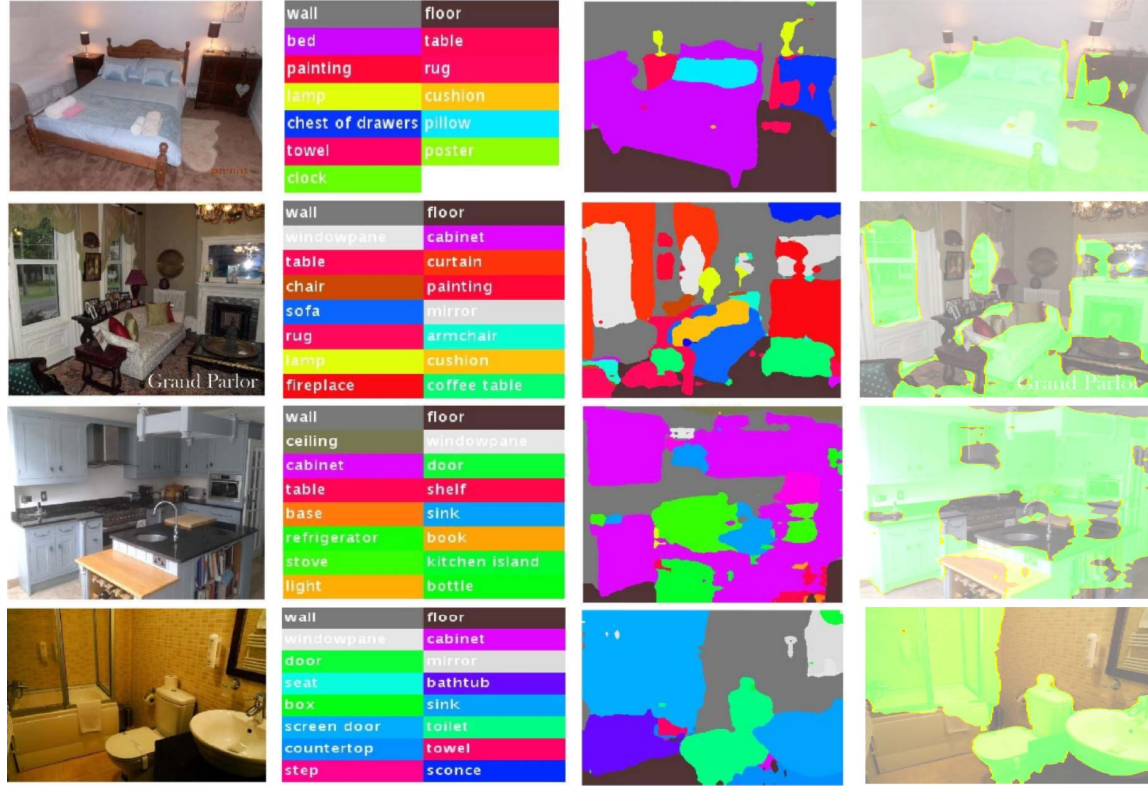 wall floor
bed table
painting rug
lamp cushion
chest of drawers pillow
towel poster
clock
wall floor
windowpane cabinet
table curtain
chair painting
sofa mirror
rug armchair
lamp cushion
fireplace coffee table
Grand Parlor
Grand Parlor
wall floor
ceiling windowpane
cabinet door
table shelf
base sink
refrigerator book
stove kitchen island
light bottle
wall floor
windowpane cabinet
door mirror
seat bathtub
box sink
screen door toilet
countertop towel
step sconce